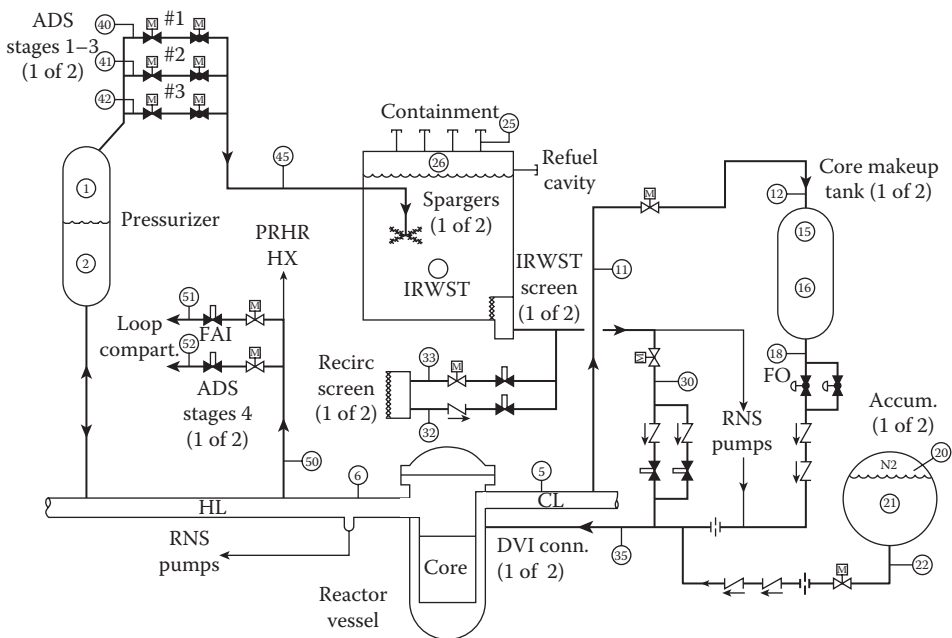 ADS
stages 1–3
(1 of 2)
40
M
#1
M
41
M
#2
M
42
M
#3
M
1
2
Pressurizer
45
Containment
25
26
Refuel
cavity
Spargers
(1 of 2)
IRWST
IRWST
screen
(1 of 2)
PRHR
HX
51
M
Loop
compart.
FAI
52
M
ADS
stages 4
(1 of 2)
50
Recirc
screen
(1 of 2)
33
M
32
M
30
11
M
12
Core makeup
tank (1 of 2)
15
16
18
FO
RNS
pumps
Accum.
(1 of 2)
20
N2
21
22
M
HL
6
5
CL
RNS
pumps
Core
Reactor
vessel
DVI conn.
(1 of 2)
35